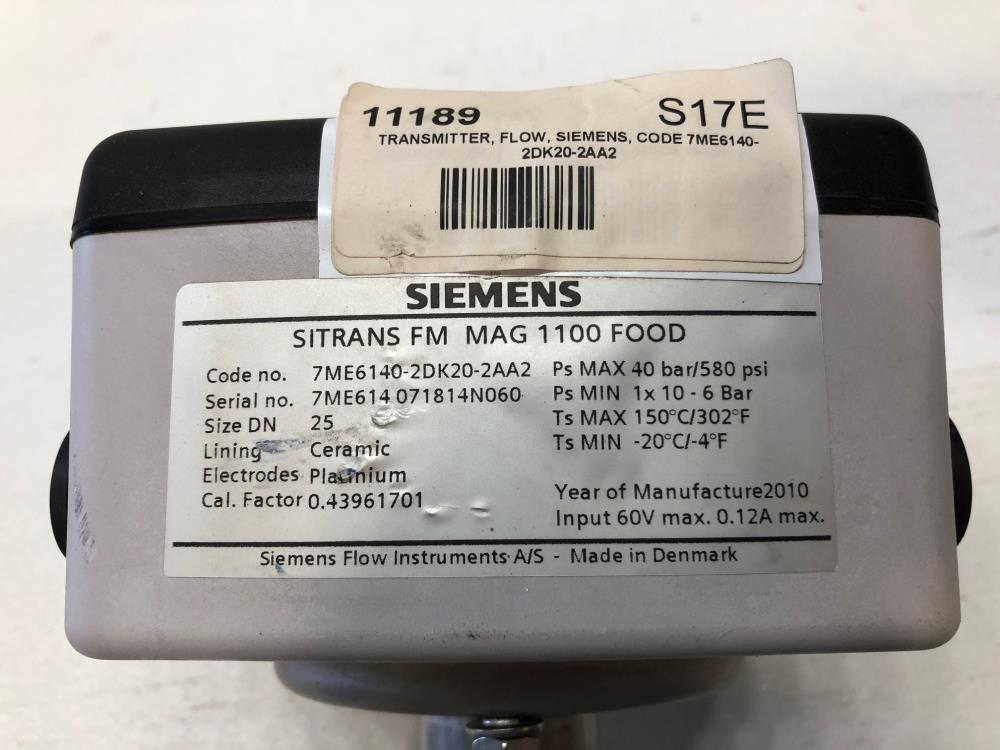 11189 S17E
TRANSMITTER, FLOW, SIEMENS, CODE 7ME6140-
2DK20-2AA2
SIEMENS
SITRANS FM MAG 1100 FOOD
Code no. 7ME6140-2DK20-2AA2 Ps MAX 40 bar/580 psi
Serial no. 7ME614 071814N060 Ps MIN 1x 10 - 6 Bar
Size DN 25 Ts MAX 150°C/302°F
Lining Ceramic Ts MIN -20°C/-4°F
Electrodes Platinium
Cal. Factor 0.43961701 Year of Manufacture2010
Input 60V max. 0.12A max.
Siemens Flow Instruments A/S - Made in Denmark